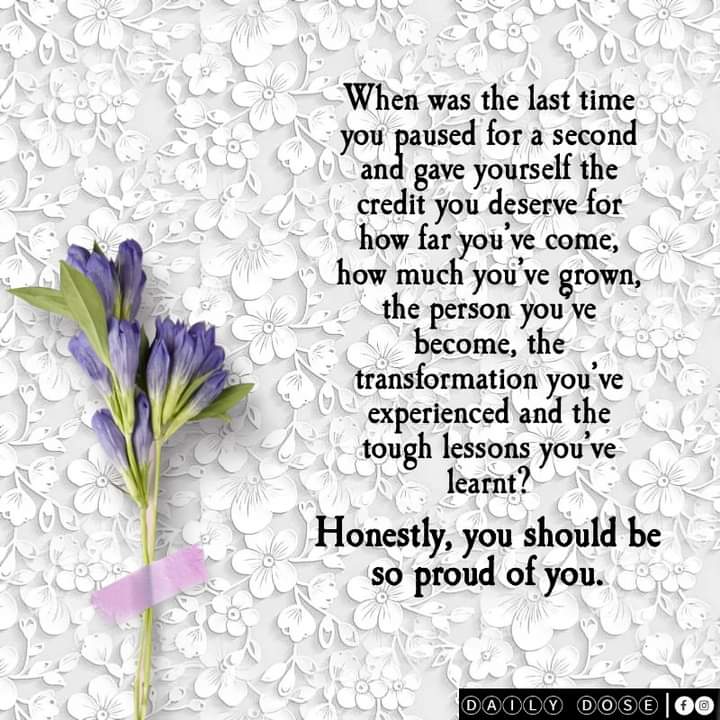 When was the last time
you paused for a second
and gave yourself the
credit you deserve for
how far you've come,
how much you've grown,
the person you've
become, the
transformation you've
experienced and the
tough lessons you've
learnt?
Honestly, you should be
so proud of you.
DAILY DOSE